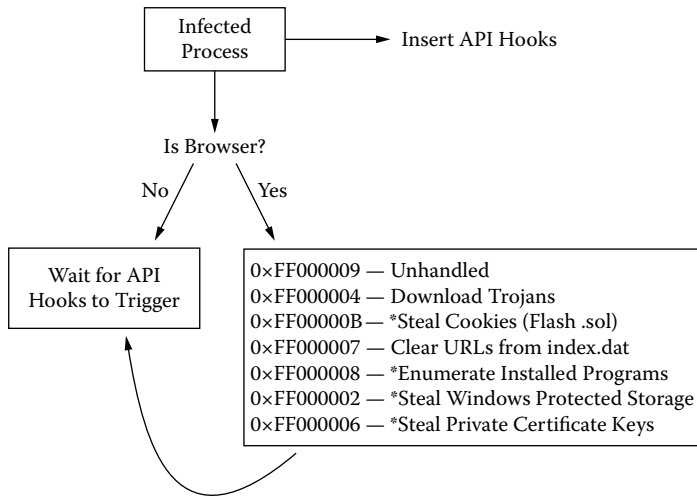 Infected
Process
Insert API Hooks
Is Browser?
No
Yes
Wait for API
Hooks to Trigger
0×FF000009 — Unhandled
0×FF000004 — Download Trojans
0×FF00000B — *Steal Cookies (Flash .sol)
0×FF000007 — Clear URLs from index.dat
0×FF000008 — *Enumerate Installed Programs
0×FF000002 — *Steal Windows Protected Storage
0×FF000006 — *Steal Private Certificate Keys